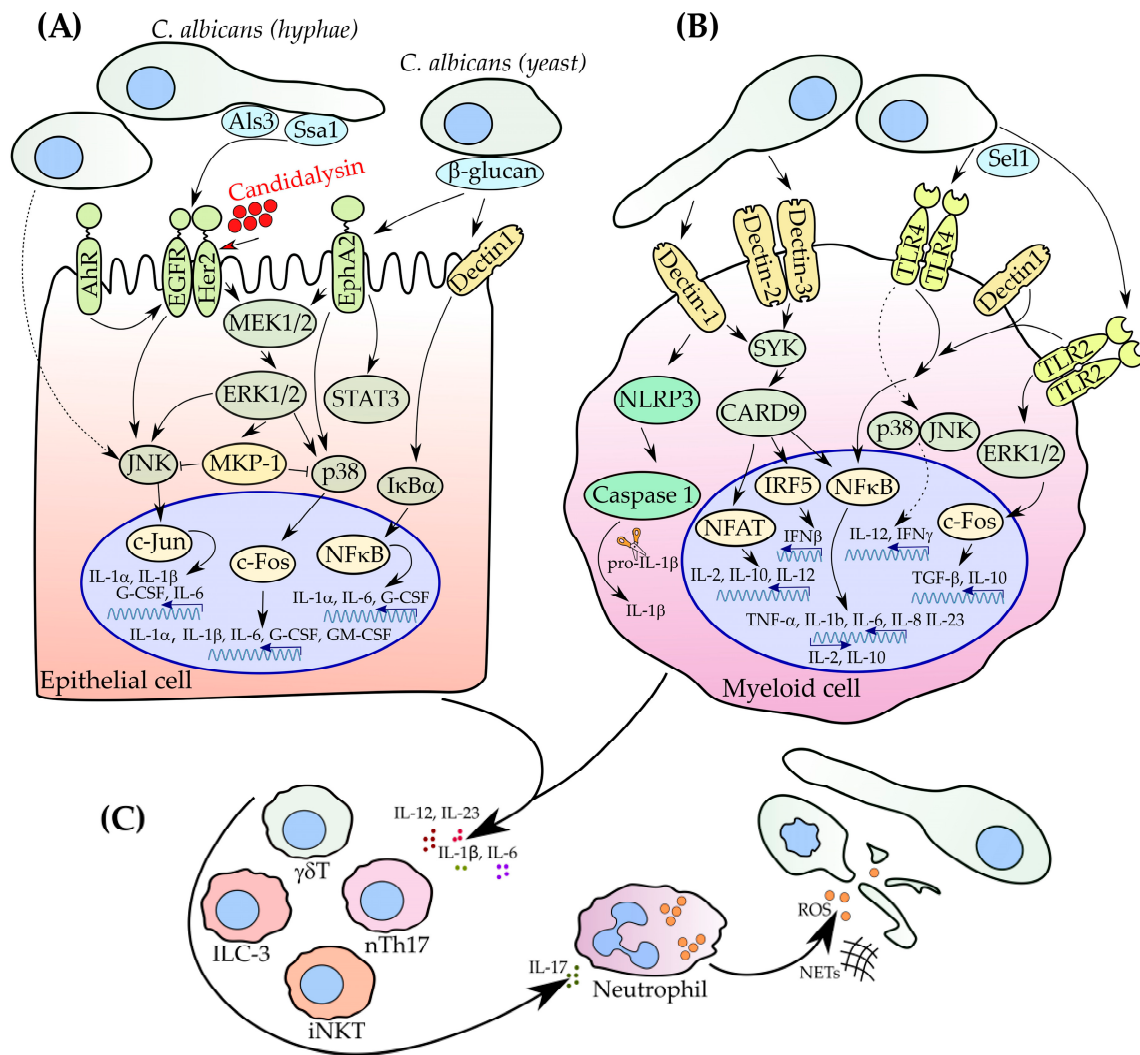 (A)
C. albicans (hyphae)
C. albicans (yeast)
Als3
Ssa1
β-glucan
Candidalysin
AhR
EGFR
Her2
EphA2
Dectin1
MEK1/2
ERK1/2
STAT3
JNK
MKP-1
p38
IκBα
c-Jun
c-Fos
NFκB
IL-1α, IL-1β
G-CSF, IL-6
IL-1α, IL-6, G-CSF
IL-1α, IL-1β, IL-6, G-CSF, GM-CSF
Epithelial cell
(B)
Sel1
Dectin-1
Dectin-2
Dectin-3
TLR4
TLR4
Dectin1
TLR2
TLR2
SYK
NLRP3
CARD9
p38
JNK
ERK1/2
Caspase 1
IRF5
NFκB
NFAT
c-Fos
pro-IL-1β
IL-1β
IFNβ
IL-12, IFNγ
IL-2, IL-10, IL-12
TGF-β, IL-10
TNF-α, IL-1b, IL-6, IL-8 IL-23
IL-2, IL-10
Myeloid cell
(C)
IL-12, IL-23
IL-1β, IL-6
γδT
ILC-3
nTh17
iNKT
IL-17
Neutrophil
ROS
NETs